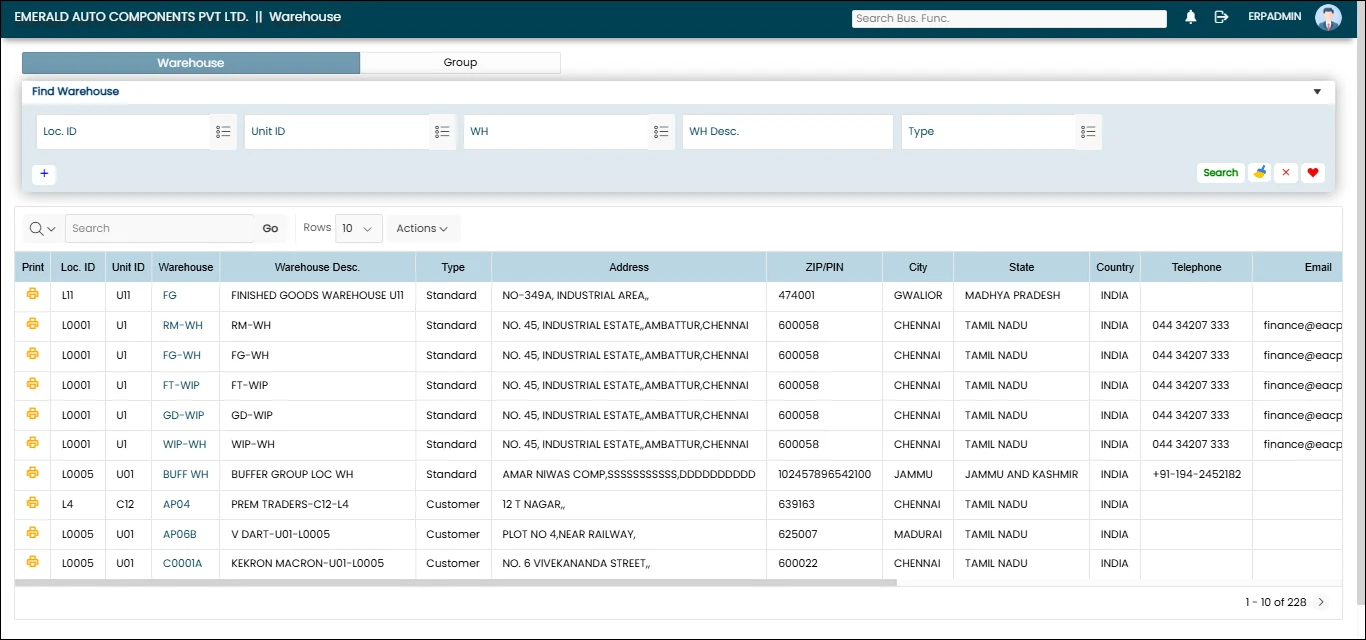 EMERALD AUTO COMPONENTS PVT LTD. || Warehouse Search Bus. Func. ERPADMIN
Warehouse Group
Find Warehouse
Loc. ID Unit ID WH WH Desc. Type
+ Search
Search Go Rows 10 Actions
Print Loc. ID Unit ID Warehouse Warehouse Desc. Type Address ZIP/PIN City State Country Telephone Email
L11 U11 FG FINISHED GOODS WAREHOUSE U11 Standard NO-349A, INDUSTRIAL AREA,, 474001 GWALIOR MADHYA PRADESH INDIA
L0001 U1 RM-WH RM-WH Standard NO. 45, INDUSTRIAL ESTATE,,AMBATTUR,CHENNAI 600058 CHENNAI TAMIL NADU INDIA 044 34207 333 finance@eacp
L0001 U1 FG-WH FG-WH Standard NO. 45, INDUSTRIAL ESTATE,,AMBATTUR,CHENNAI 600058 CHENNAI TAMIL NADU INDIA 044 34207 333 finance@eacp
L0001 U1 FT-WIP FT-WIP Standard NO. 45, INDUSTRIAL ESTATE,,AMBATTUR,CHENNAI 600058 CHENNAI TAMIL NADU INDIA 044 34207 333 finance@eacp
L0001 U1 GD-WIP GD-WIP Standard NO. 45, INDUSTRIAL ESTATE,,AMBATTUR,CHENNAI 600058 CHENNAI TAMIL NADU INDIA 044 34207 333 finance@eacp
L0001 U1 WIP-WH WIP-WH Standard NO. 45, INDUSTRIAL ESTATE,,AMBATTUR,CHENNAI 600058 CHENNAI TAMIL NADU INDIA 044 34207 333 finance@eacp
L0005 U01 BUFF WH BUFFER GROUP LOC WH Standard AMAR NIWAS COMP,SSSSSSSSSSS,DDDDDDDDDDD 102457896542100 JAMMU JAMMU AND KASHMIR INDIA +91-194-2452182
L4 C12 AP04 PREM TRADERS-C12-L4 Customer 12 T NAGAR,, 639163 CHENNAI TAMIL NADU INDIA
L0005 U01 AP06B V DART-U01-L0005 Customer PLOT NO 4,NEAR RAILWAY, 625007 MADURAI TAMIL NADU INDIA
L0005 U01 C0001A KEKRON MACRON-U01-L0005 Customer NO. 6 VIVEKANANDA STREET,, 600022 CHENNAI TAMIL NADU INDIA
1 - 10 of 228